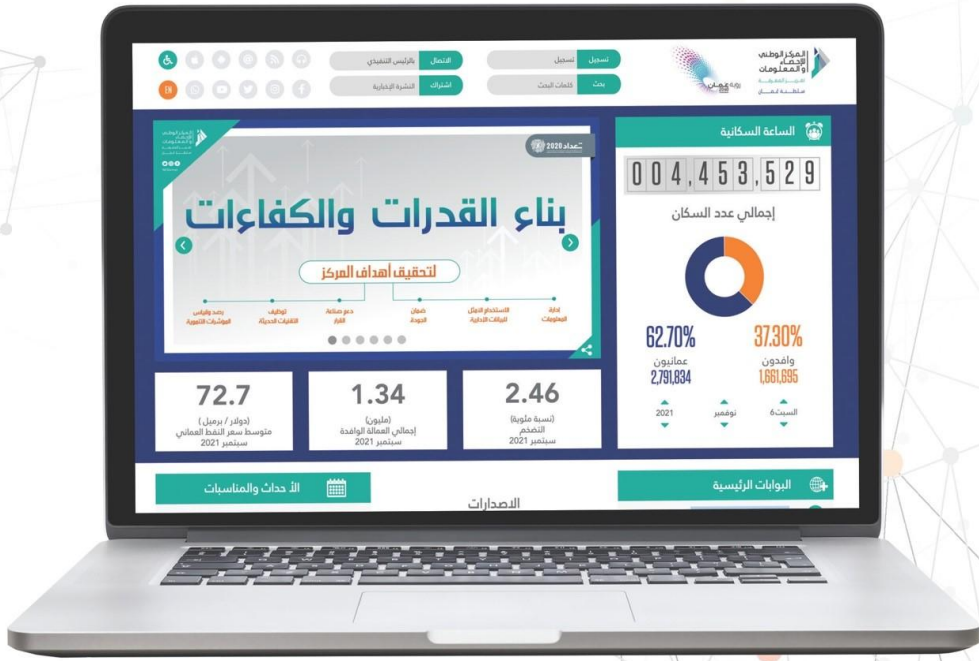 المركز الوطني
للإحصاء
و المعلومات
سلطنة عمان
رؤية عمان
تسجيل تسجيل
بحث كلمات البحث
الاتصال بالرئيس التنفيذي
اشتراك النشرة الإخبارية
EN
الساعة السكانية
004,453,529
إجمالي عدد السكان
37.30%
وافدون
1,661,695
62.70%
عمانيون
2,791,834
السبت6 نوفمبر 2021
تعداد 2020
بناء القدرات والكفاءات
لتحقيق أهداف المركز
إدارة
المعلومات
الاستخدام الامثل
للبيانات الادارية
ضمان
الجودة
دعم صناعة
القرار
توظيف
التقنيات الحديثة
رصد وقياس
المؤشرات التنموية
2.46
(نسبة مئوية)
التضخم
سبتمبر 2021
1.34
(مليون)
إجمالي العمالة الوافدة
سبتمبر 2021
72.7
(دولار / برميل )
متوسط سعر النفط العماني
سبتمبر 2021
البوابات الرئيسية
الاصدارات
الأ حداث والمناسبات